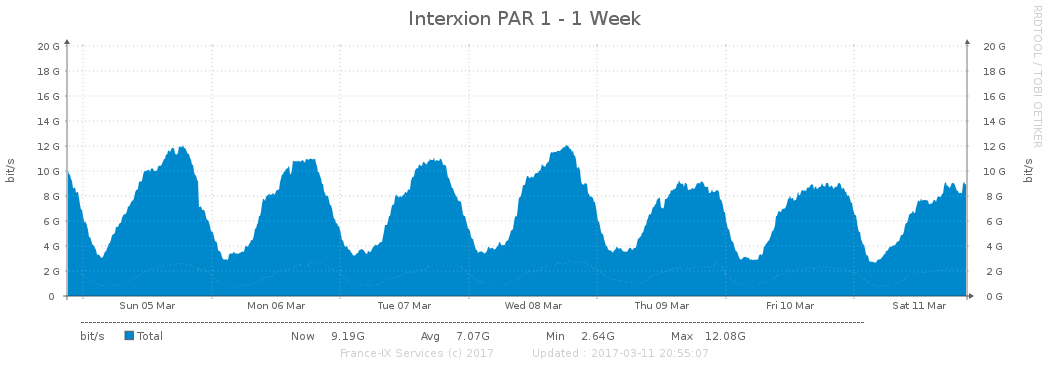 Interxion PAR 1 - 1 Week
RRDTOOL / TOBI OETIKER
20 G 20 G
18 G 18 G
16 G 16 G
14 G 14 G
12 G 12 G
10 G 10 G
8 G 8 G
6 G 6 G
4 G 4 G
2 G 2 G
0 0 G
bit/s
bit/s
Sun 05 Mar Mon 06 Mar Tue 07 Mar Wed 08 Mar Thu 09 Mar Fri 10 Mar Sat 11 Mar
bit/s Total Now 9.19G Avg 7.07G Min 2.64G Max 12.08G
France-IX Services (c) 2017 Updated : 2017-03-11 20:55:07